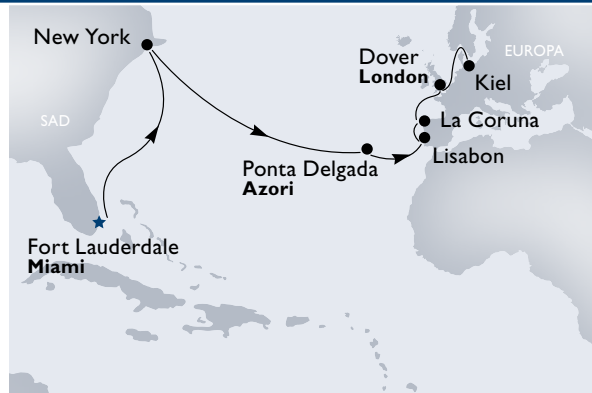 New York
SAD
Fort Lauderdale
Miami
Ponta Delgada
Azori
Dover
London
EUROPA
Kiel
La Coruna
Lisabon